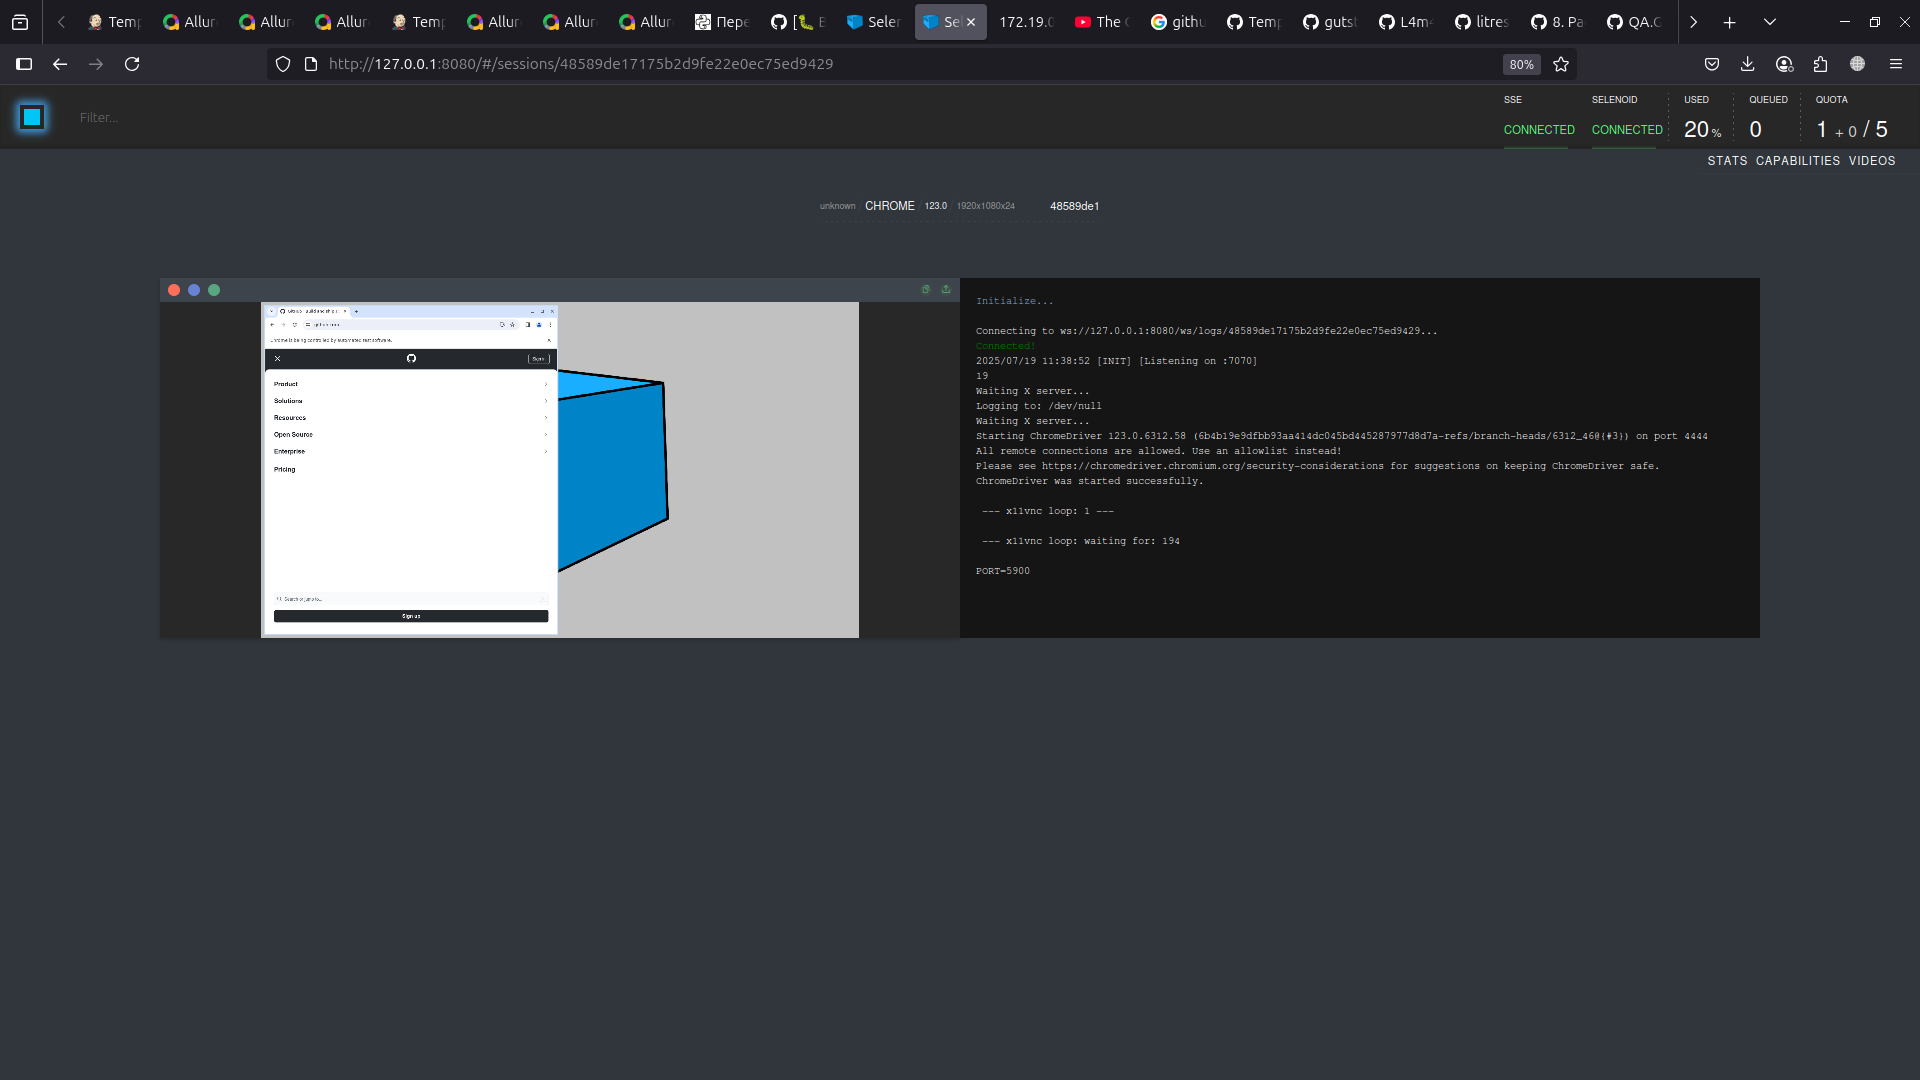 Temp
Allur
Allur
Allur
Temp
Allur
Allur
Allur
Пере
[🐛 B
Seler
Sel
172.19.0
The
githu
Temp
gutst
L4m
litres
8. Pa
QA.G
http://127.0.0.1:8080/#/sessions/48589de17175b2d9fe22e0ec75ed9429
80%
Filter...
SSE
CONNECTED
SELENOID
CONNECTED
USED
20 %
QUEUED
0
QUOTA
1 + 0 / 5
STATS CAPABILITIES VIDEOS
unknown / CHROME / 123.0 / 1920x1080x24 48589de1
github.com
Chrome is being controlled by automated test software.
Sign in
Product
Solutions
Resources
Open Source
Enterprise
Pricing
Search or jump to...
Sign up
Initialize...
Connecting to ws://127.0.0.1:8080/ws/logs/48589de17175b2d9fe22e0ec75ed9429...
Connected!
2025/07/19 11:38:52 [INIT] [Listening on :7070]
19
Waiting X server...
Logging to: /dev/null
Waiting X server...
Starting ChromeDriver 123.0.6312.58 (6b4b19e9dfbb93aa414dc045bd445287977d8d7a-refs/branch-heads/6312_46@{#3}) on port 4444
All remote connections are allowed. Use an allowlist instead!
Please see https://chromedriver.chromium.org/security-considerations for suggestions on keeping ChromeDriver safe.
ChromeDriver was started successfully.
--- x11vnc loop: 1 ---
--- x11vnc loop: waiting for: 194
PORT=5900